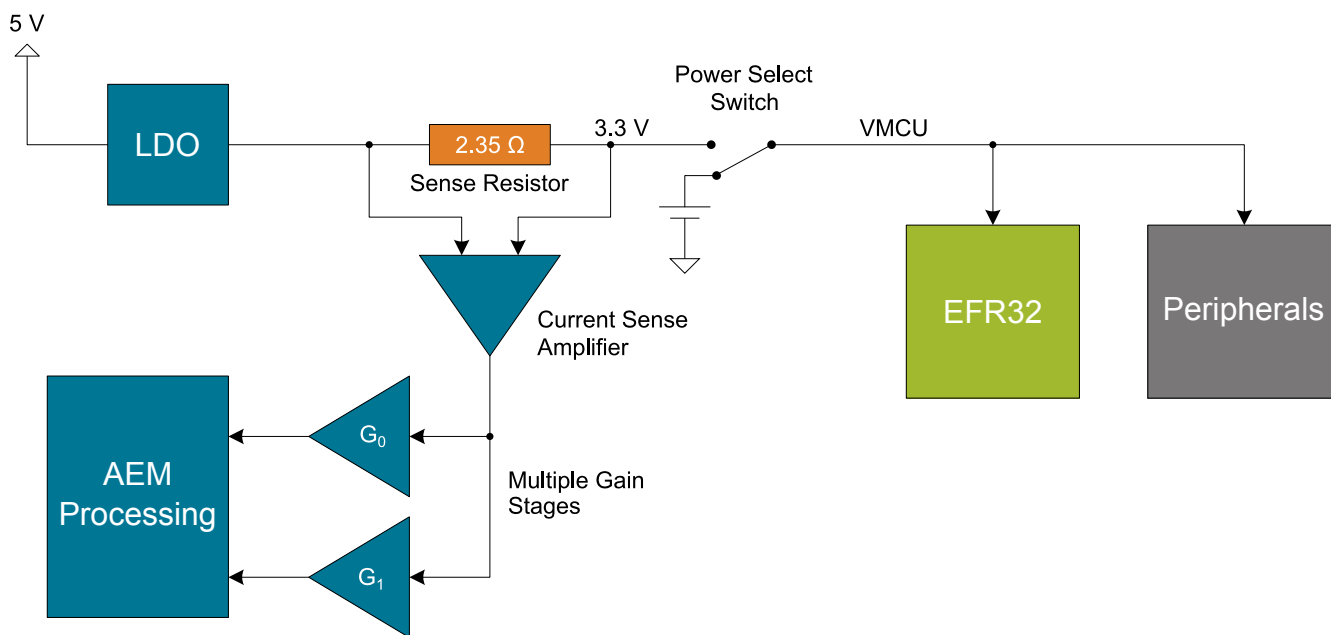 5 V
LDO
2.35 Ω
Sense Resistor
3.3 V
Power Select
Switch
VMCU
EFR32
Peripherals
Current Sense
Amplifier
AEM
Processing
G₀
Multiple Gain
Stages
G₁